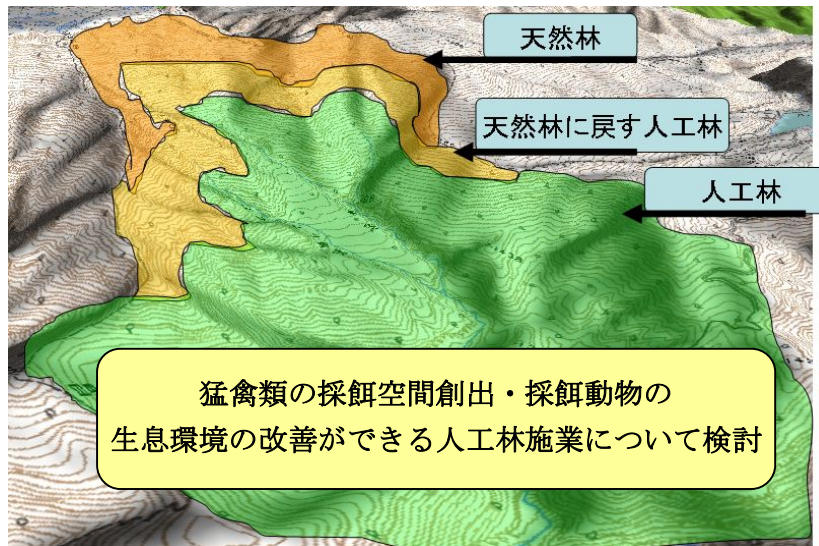 天然林
天然林に戻す人工林
人工林
猛禽類の採餌空間創出・採餌動物の
生息環境の改善ができる人工林施業について検討